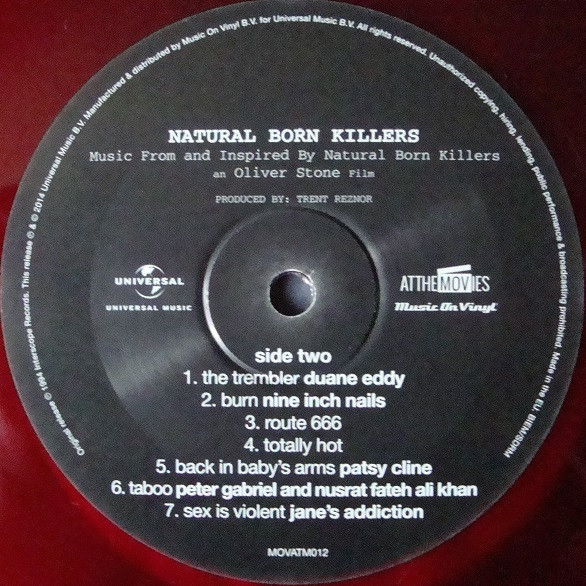 Original release ℗ 1994 Interscope Records. This release ℗ & © 2014 Universal Music B.V. Manufactured & distributed by Music On Vinyl B.V. for Universal Music B.V. All rights reserved. Unauthorized copying, hiring, lending, public performance & broadcasting prohibited. Made in the EU. BIEM/SDRM
NATURAL BORN KILLERS
Music From and Inspired By Natural Born Killers
an Oliver Stone Film
PRODUCED BY: TRENT REZNOR
UNIVERSAL
UNIVERSAL MUSIC
ATTHEMOVIES
Music On Vinyl
side two
1. the trembler duane eddy
2. burn nine inch nails
3. route 666
4. totally hot
5. back in baby's arms patsy cline
6. taboo peter gabriel and nusrat fateh ali khan
7. sex is violent jane's addiction
MOVATM012